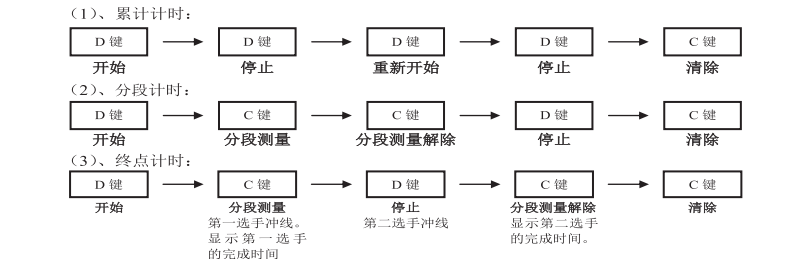 （1）、累计计时：
D 键 D 键 D 键 D 键 C 键
开始 停止 重新开始 停止 清除
（2）、分段计时：
D 键 C 键 C 键 D 键 C 键
开始 分段测量 分段测量解除 停止 清除
（3）、终点计时：
D 键 C 键 D 键 C 键 C 键
开始 分段测量 停止 分段测量解除 清除
第一选手冲线。 第二选手冲线 显示第二选手
显示第一选手 的完成时间。
的完成时间